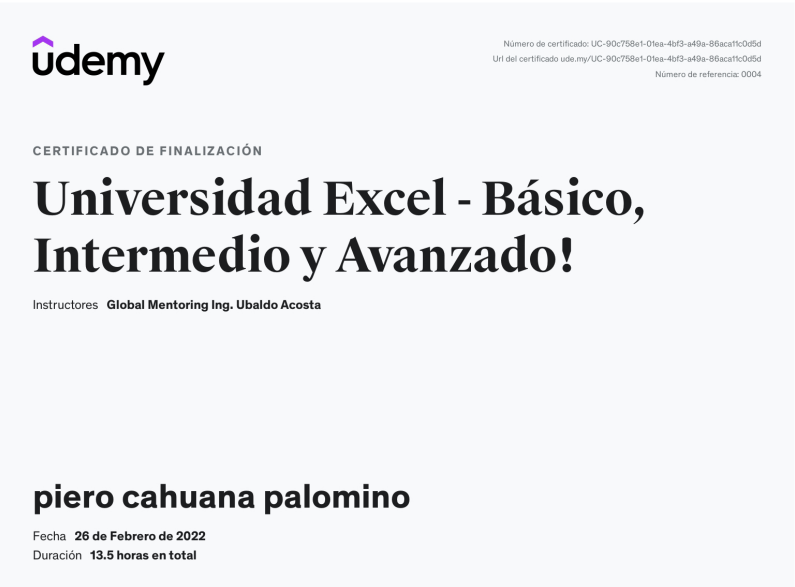 udemy
Número de certificado: UC-90c758e1-01ea-4bf3-a49a-86aca11c0d5d
Url del certificado ude.my/UC-90c758e1-01ea-4bf3-a49a-86aca11c0d5d
Número de referencia: 0004
CERTIFICADO DE FINALIZACIÓN
Universidad Excel - Básico,
Intermedio y Avanzado!
Instructores Global Mentoring Ing. Ubaldo Acosta
piero cahuana palomino
Fecha 26 de Febrero de 2022
Duración 13.5 horas en total